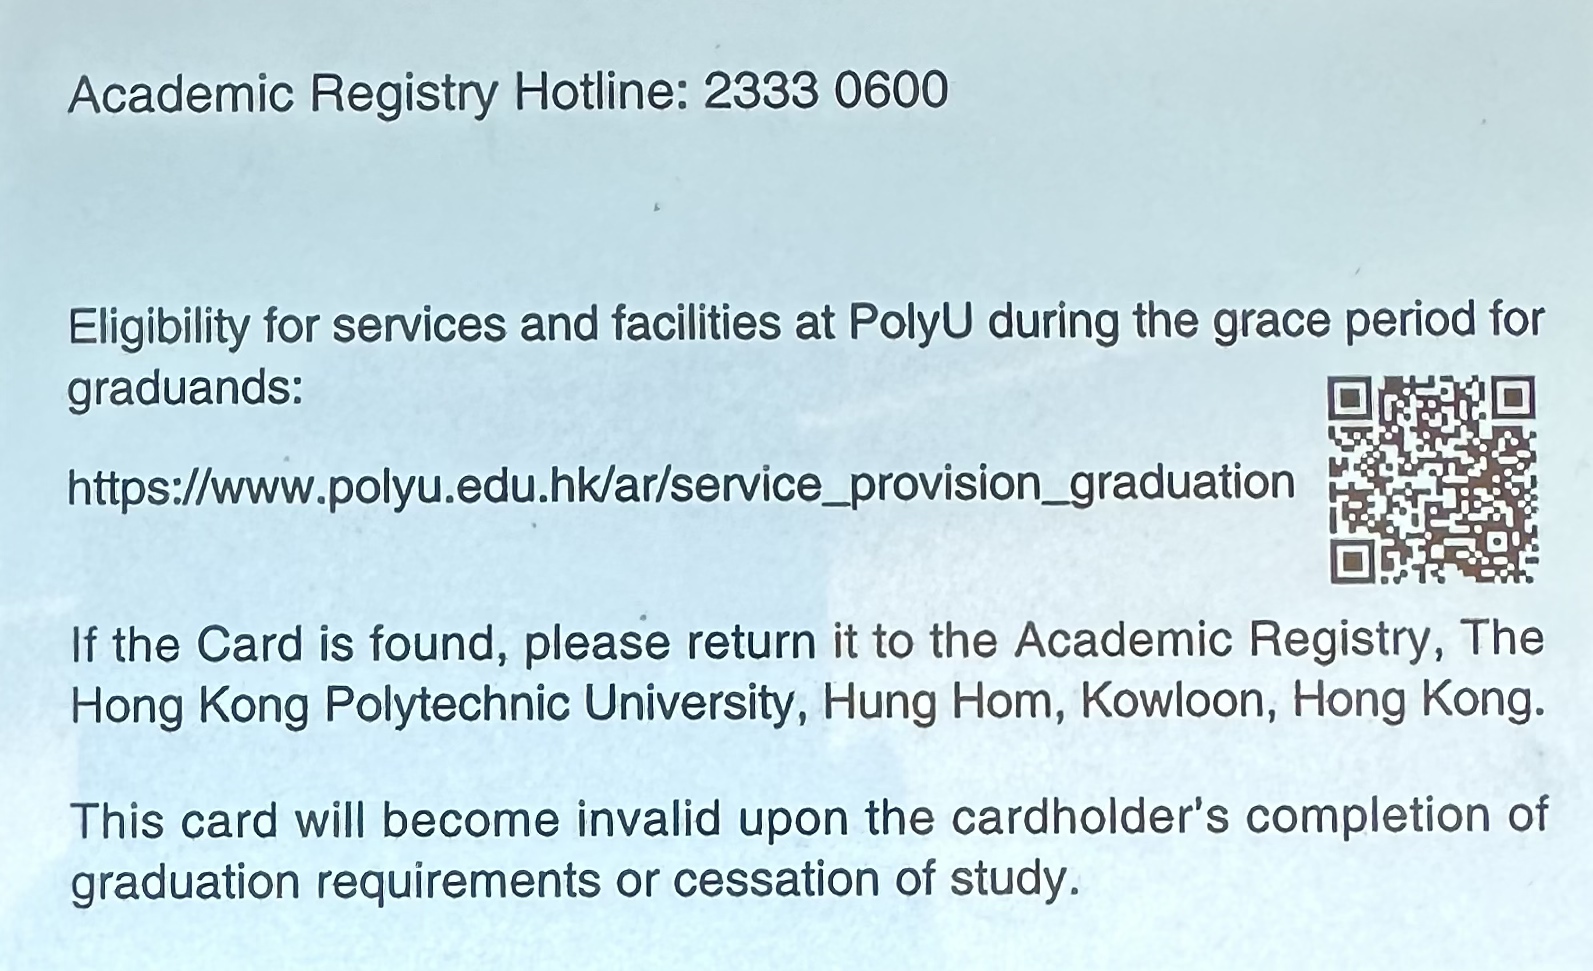 Academic Registry Hotline: 2333 0600
Eligibility for services and facilities at PolyU during the grace period for
graduands:
https://www.polyu.edu.hk/ar/service_provision_graduation
If the Card is found, please return it to the Academic Registry, The
Hong Kong Polytechnic University, Hung Hom, Kowloon, Hong Kong.
This card will become invalid upon the cardholder's completion of
graduation requirements or cessation of study.